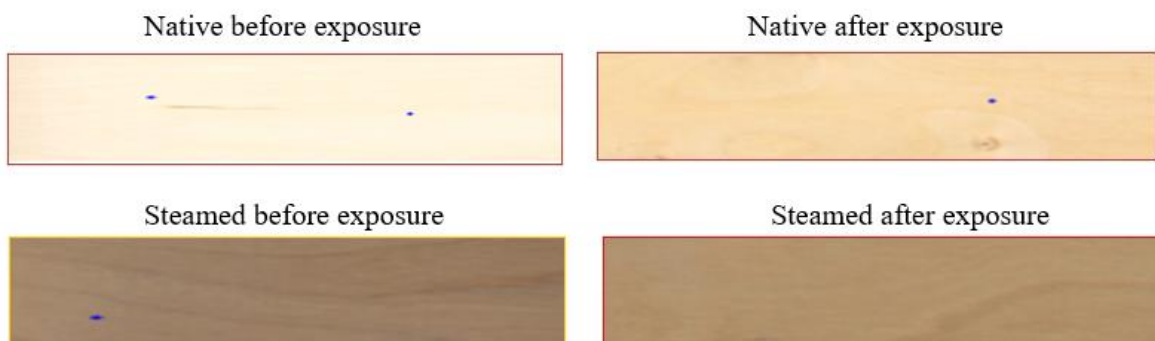 Native before exposure
Native after exposure
Steamed before exposure
Steamed after exposure